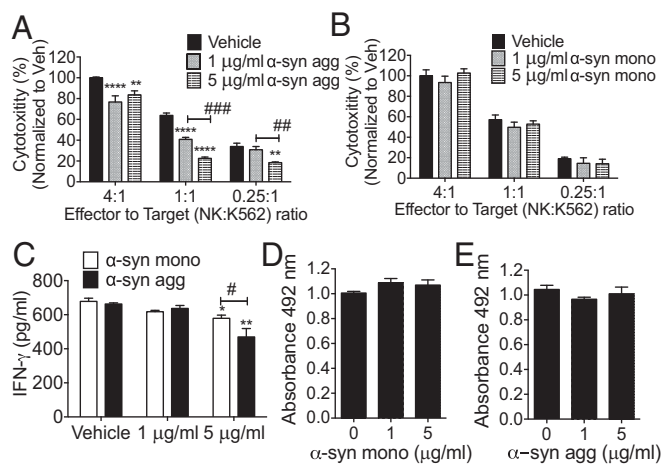 A
Vehicle
1 µg/ml α-syn agg
5 µg/ml α-syn agg
Cytotoxitity (%)
(Normalized to Veh)
120
100
80
60
40
20
0
****
**
****
****
###
##
**
4:1
1:1
0.25:1
Effector to Target (NK:K562) ratio
B
Vehicle
1 µg/ml α-syn mono
5 µg/ml α-syn mono
Cytotoxitity (%)
(Normalized to Veh)
120
100
80
60
40
20
0
4:1
1:1
0.25:1
Effector to Target (NK:K562) ratio
C
α-syn mono
α-syn agg
IFN-γ (pg/ml)
800
600
400
200
0
#
*
**
Vehicle
1 µg/ml
5 µg/ml
D
Absorbance 492 nm
1.2
1.0
0.8
0.6
0.4
0.2
0.0
0
1
5
α-syn mono (µg/ml)
E
Absorbance 492 nm
1.2
1.0
0.8
0.6
0.4
0.2
0.0
0
1
5
α−syn agg (µg/ml)